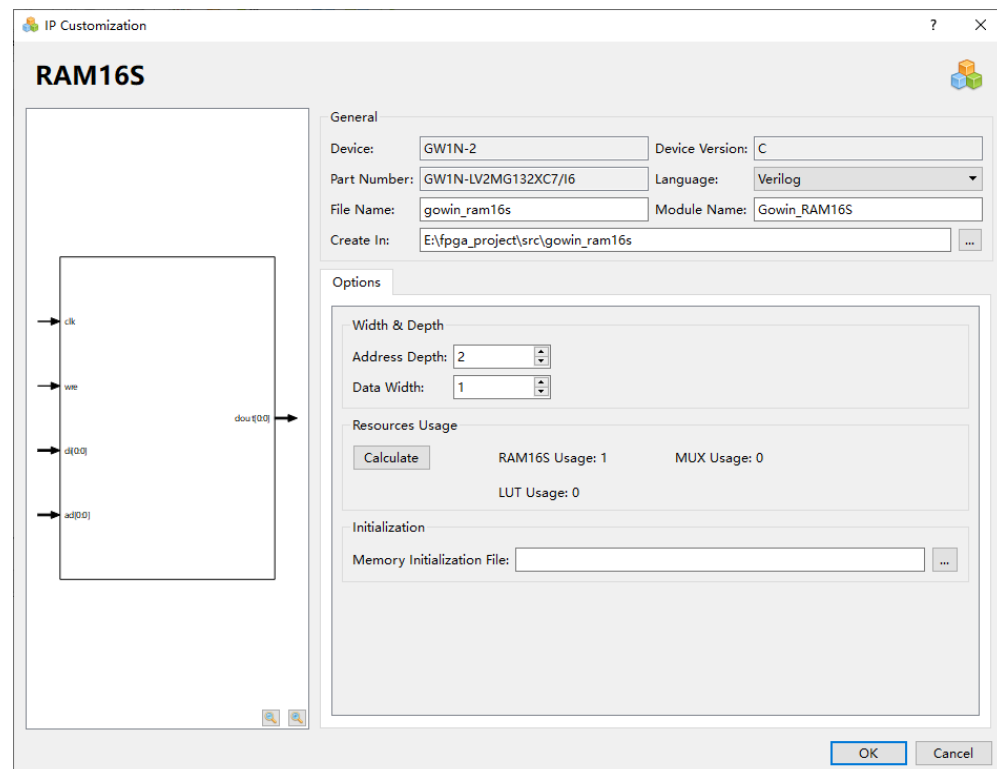 IP Customization
?
RAM16S
General
Device: GW1N-2 Device Version: C
Part Number: GW1N-LV2MG132XC7/I6 Language: Verilog
File Name: gowin_ram16s Module Name: Gowin_RAM16S
Create In: E:\fpga_project\src\gowin_ram16s ...
Options
Width & Depth
Address Depth: 2
Data Width: 1
Resources Usage
Calculate RAM16S Usage: 1 MUX Usage: 0
LUT Usage: 0
Initialization
Memory Initialization File: ...
clk
wre
dout[0:0]
di[0:0]
ad[0:0]
OK Cancel